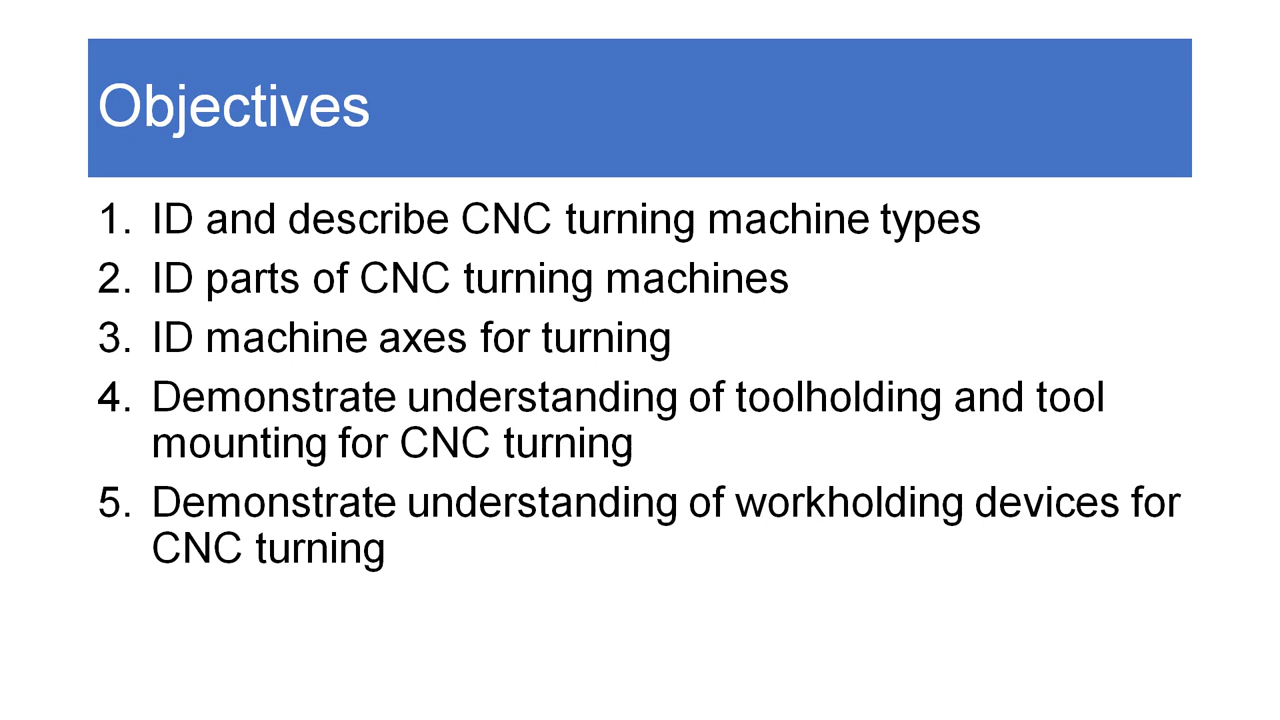 Objectives
1. ID and describe CNC turning machine types
2. ID parts of CNC turning machines
3. ID machine axes for turning
4. Demonstrate understanding of toolholding and tool
mounting for CNC turning
5. Demonstrate understanding of workholding devices for
CNC turning